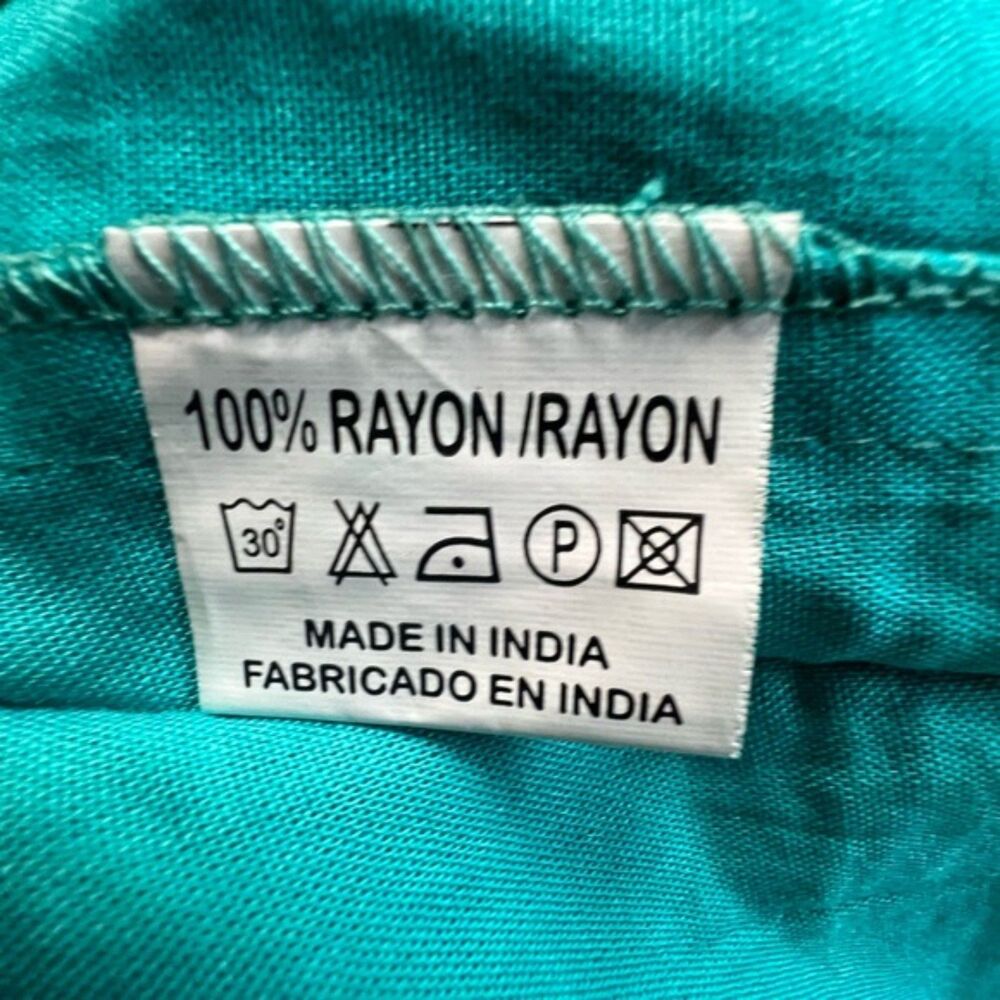 100% RAYON /RAYON
30° P
MADE IN INDIA
FABRICADO EN INDIA